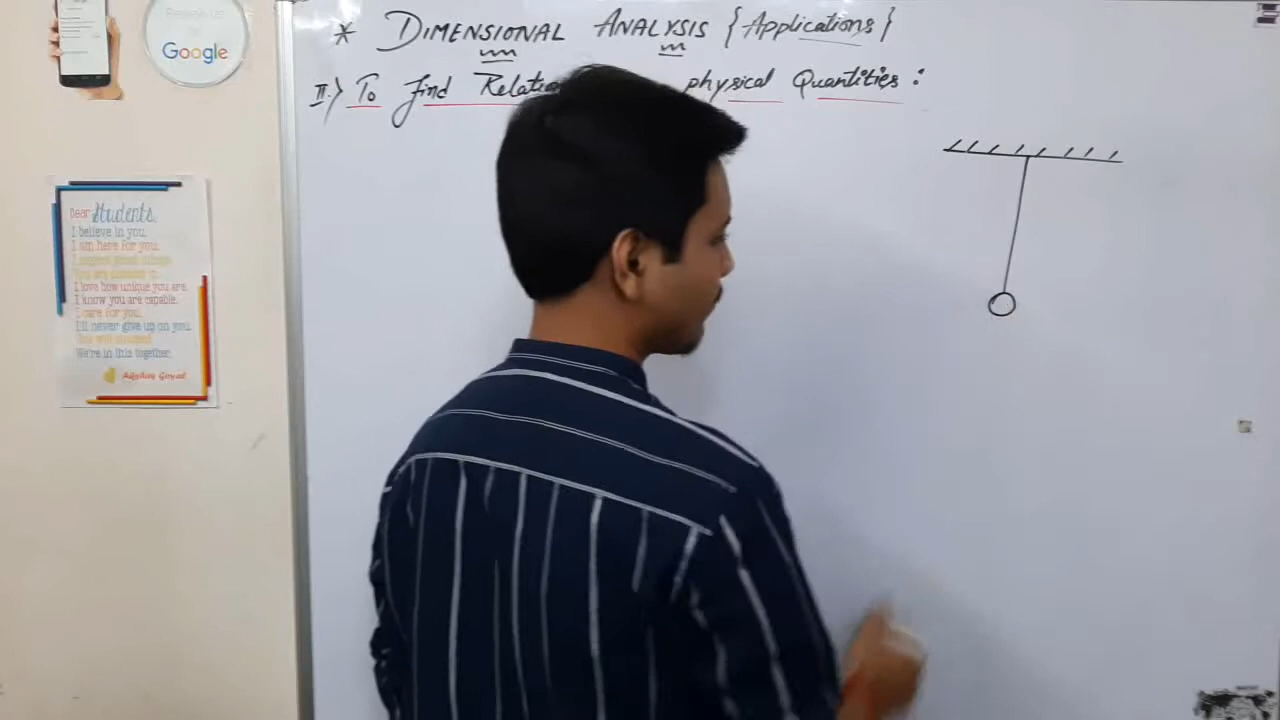 * DIMENSIONAL ANALYSIS {Applications}
II.) To Find Relatio physical Quantities :
Google
Dear Students,
I believe in you.
I am here for you.
I love how unique you are.
I know you are capable.
I care for you.
I'll never give up on you.
We're in this together.